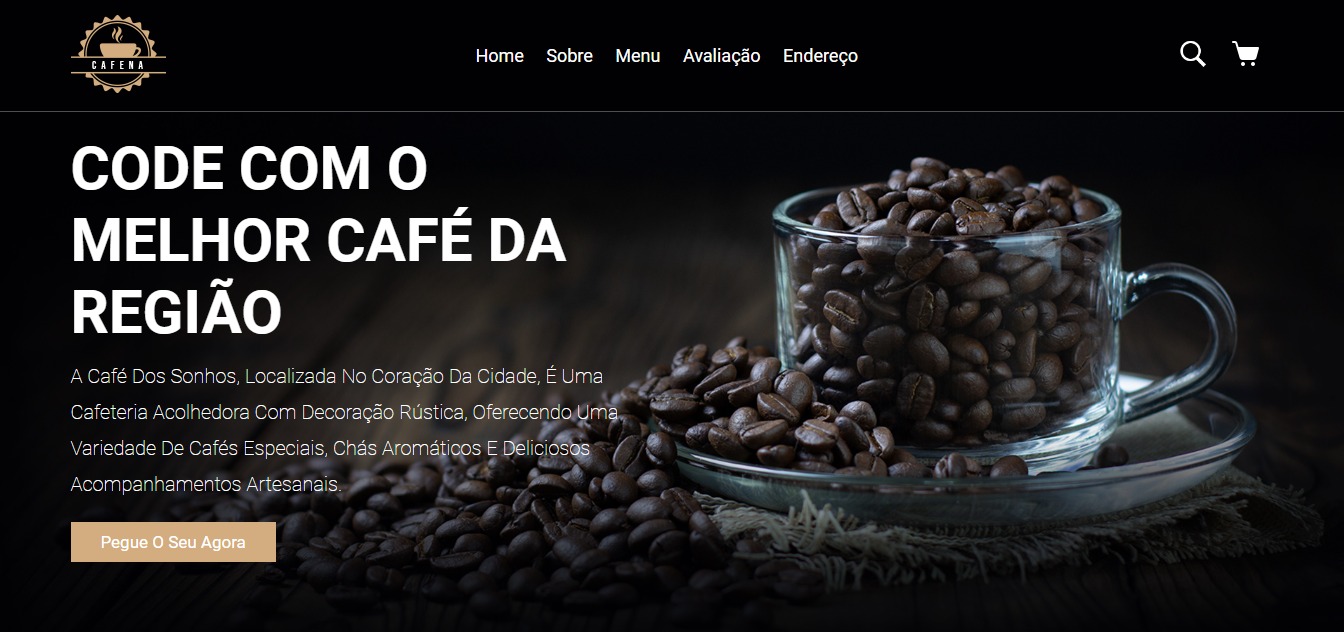 CAFENA
Home Sobre Menu Avaliação Endereço
CODE COM O
MELHOR CAFÉ DA
REGIÃO
A Café Dos Sonhos, Localizada No Coração Da Cidade, É Uma
Cafeteria Acolhedora Com Decoração Rústica, Oferecendo Uma
Variedade De Cafés Especiais, Chás Aromáticos E Deliciosos
Acompanhamentos Artesanais.
Pegue O Seu Agora